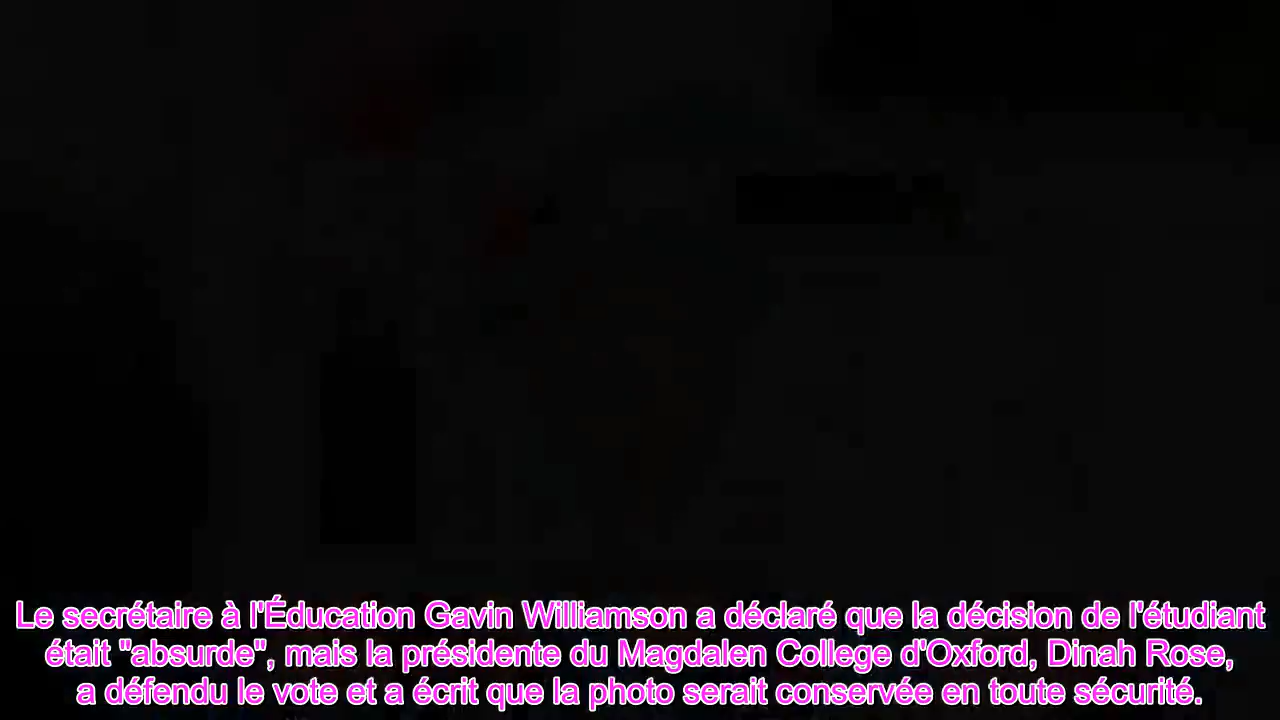 Le secrétaire à l'Éducation Gavin Williamson a déclaré que la décision de l'étudiant
était "absurde", mais la présidente du Magdalen College d'Oxford, Dinah Rose,
a défendu le vote et a écrit que la photo serait conservée en toute sécurité.